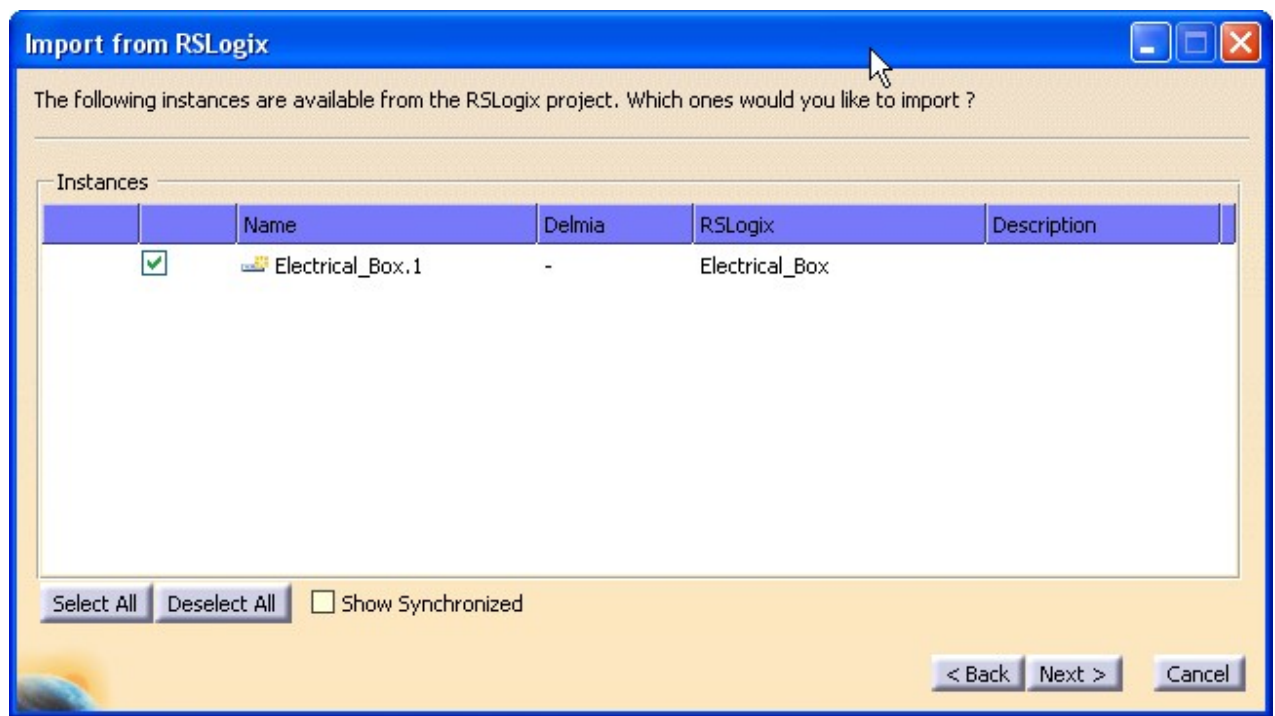 Import from RSLogix
The following instances are available from the RSLogix project. Which ones would you like to import ?
Instances
Name Delmia RSLogix Description
Electrical_Box.1 - Electrical_Box
Select All Deselect All Show Synchronized
< Back Next > Cancel